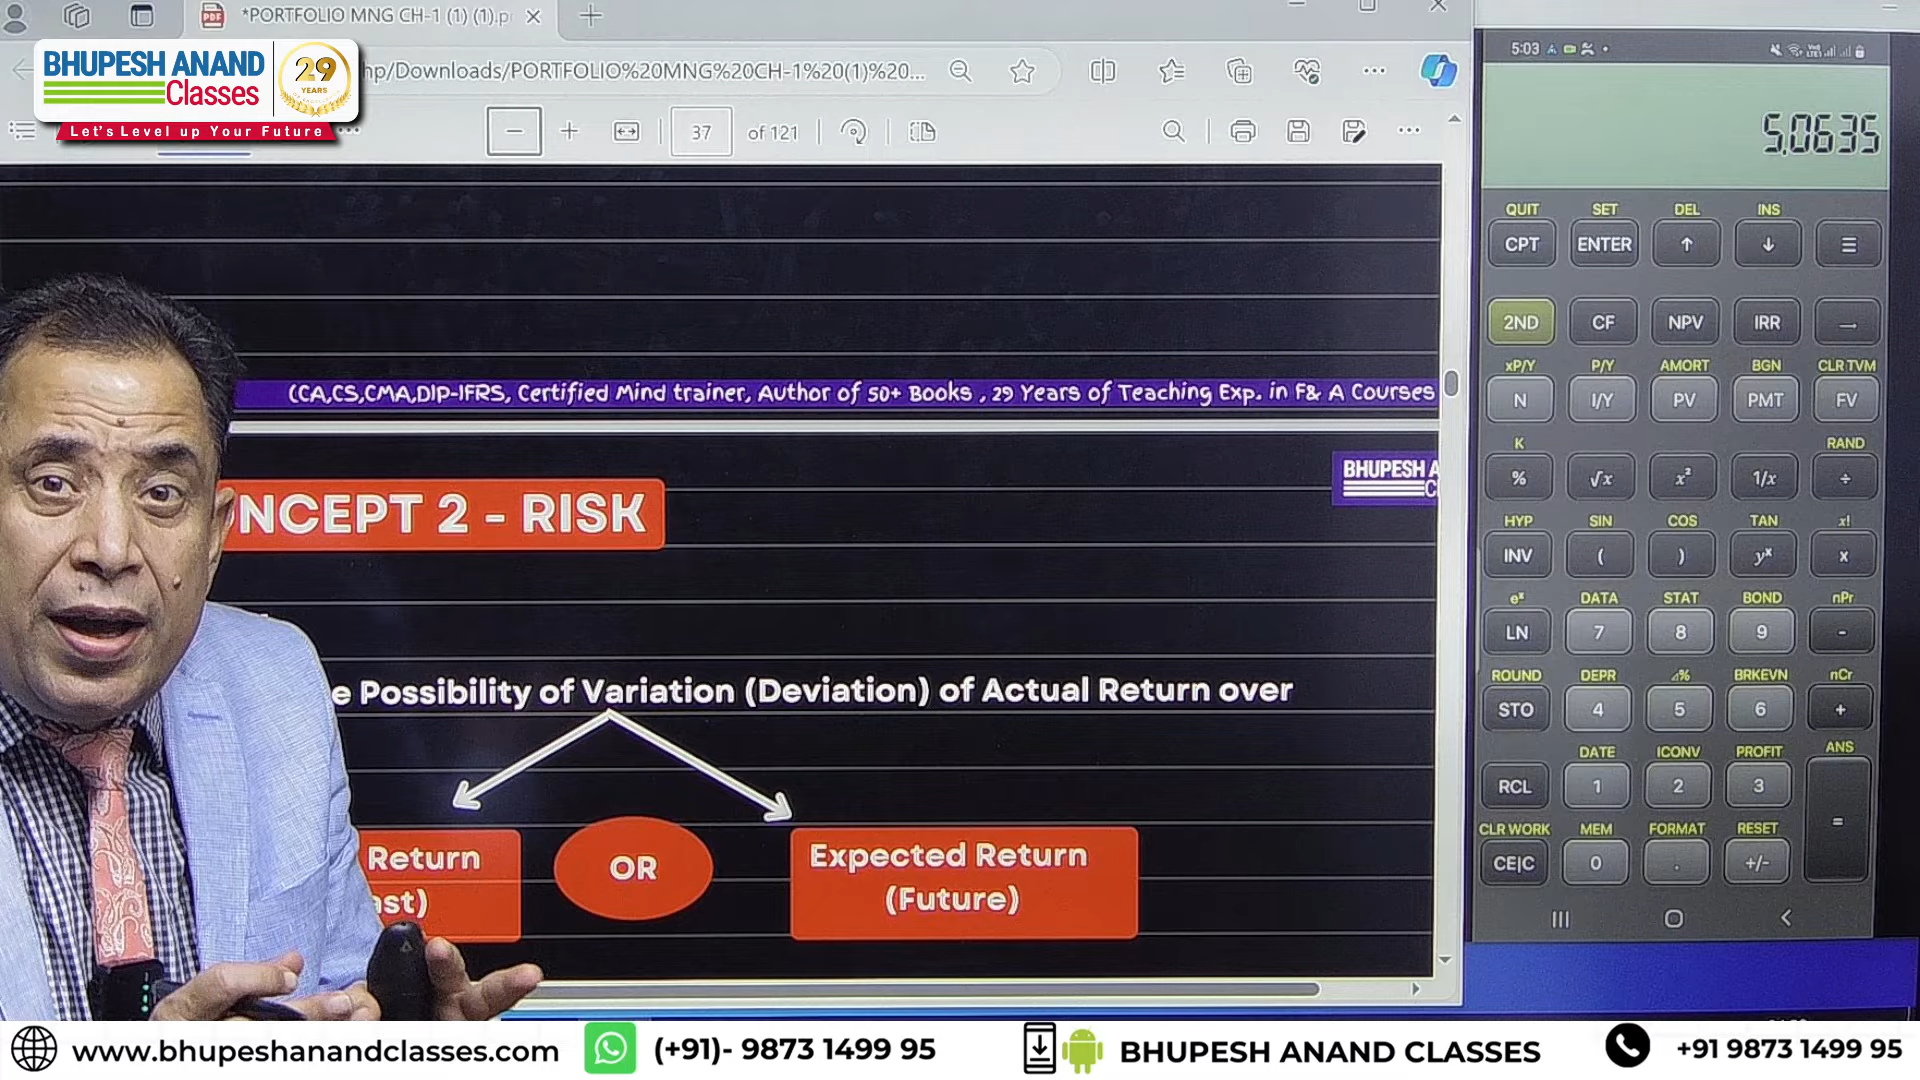 *PORTFOLIO MNG CH-1 (1) (1).p
BHUPESH ANAND
Classes
29
YEARS
Let's Level up Your Future
hp/Downloads/PORTFOLIO%20MNG%20CH-1%20(1)%20...
37 of 121
(CA,CS,CMA,DIP-IFRS, Certified Mind trainer, Author of 50+ Books , 29 Years of Teaching Exp. in F& A Courses
BHUPESH A
NCEPT 2 - RISK
e Possibility of Variation (Deviation) of Actual Return over
Return
ast)
OR
Expected Return
(Future)
5:03
5.0635
QUIT SET DEL INS
CPT ENTER ↑ ↓ ☰
2ND CF NPV IRR →
xP/Y P/Y AMORT BGN CLR TVM
N I/Y PV PMT FV
K RAND
% √x x² 1/x ÷
HYP SIN COS TAN x!
INV ( ) yˣ x
eˣ DATA STAT BOND nPr
LN 7 8 9 -
ROUND DEPR ⊿% BRKEVN nCr
STO 4 5 6 +
DATE ICONV PROFIT ANS
RCL 1 2 3 =
CLR WORK MEM FORMAT RESET
CE|C 0 . +/-
www.bhupeshanandclasses.com
(+91)- 9873 1499 95
BHUPESH ANAND CLASSES
+91 9873 1499 95